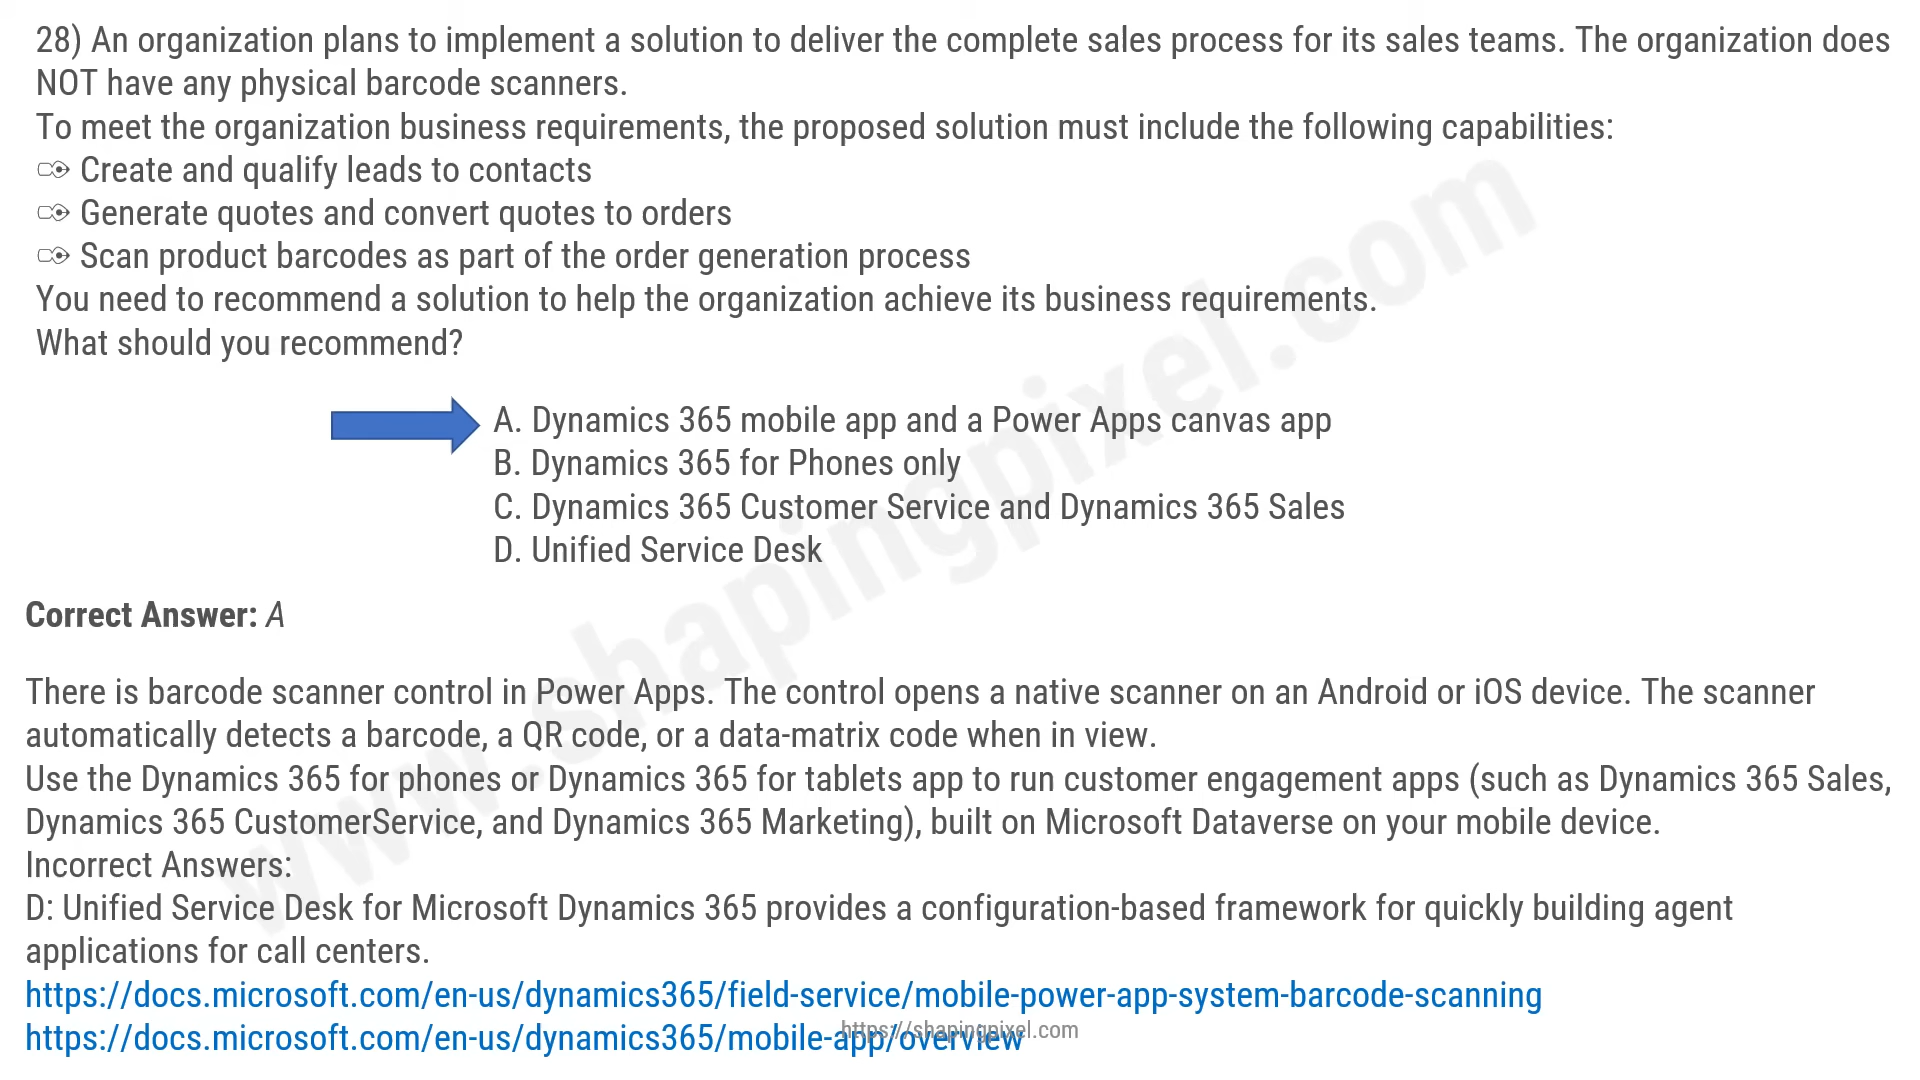 28) An organization plans to implement a solution to deliver the complete sales process for its sales teams. The organization does
NOT have any physical barcode scanners.
To meet the organization business requirements, the proposed solution must include the following capabilities:
Create and qualify leads to contacts
Generate quotes and convert quotes to orders
Scan product barcodes as part of the order generation process
You need to recommend a solution to help the organization achieve its business requirements.
What should you recommend?
A. Dynamics 365 mobile app and a Power Apps canvas app
B. Dynamics 365 for Phones only
C. Dynamics 365 Customer Service and Dynamics 365 Sales
D. Unified Service Desk
Correct Answer: A
There is barcode scanner control in Power Apps. The control opens a native scanner on an Android or iOS device. The scanner
automatically detects a barcode, a QR code, or a data-matrix code when in view.
Use the Dynamics 365 for phones or Dynamics 365 for tablets app to run customer engagement apps (such as Dynamics 365 Sales,
Dynamics 365 CustomerService, and Dynamics 365 Marketing), built on Microsoft Dataverse on your mobile device.
Incorrect Answers:
D: Unified Service Desk for Microsoft Dynamics 365 provides a configuration-based framework for quickly building agent
applications for call centers.
https://docs.microsoft.com/en-us/dynamics365/field-service/mobile-power-app-system-barcode-scanning
https://docs.microsoft.com/en-us/dynamics365/mobile-app/overview
https://shapingpixel.com
www.shapingpixel.com